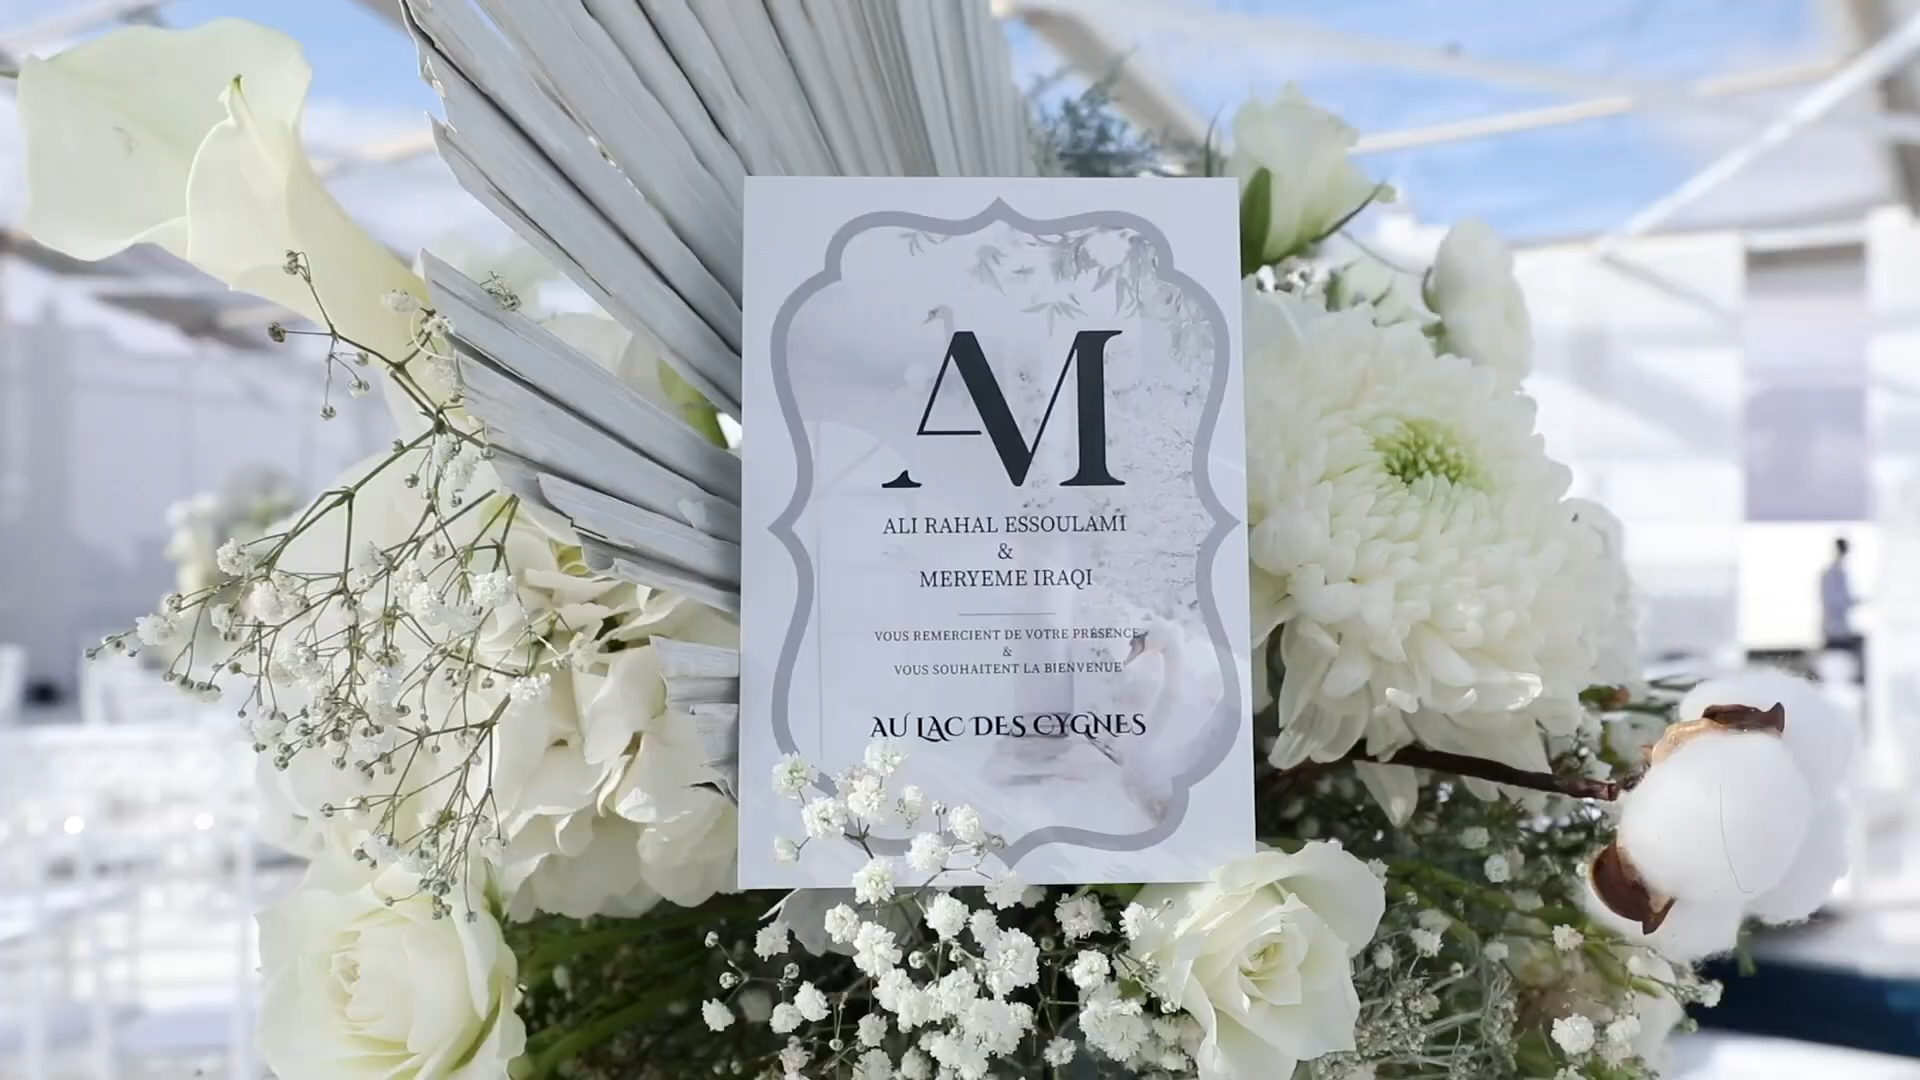 AM
ALI RAHAL ESSOULAMI
&
MERYEME IRAQI
VOUS REMERCIENT DE VOTRE PRÉSENCE
&
VOUS SOUHAITENT LA BIENVENUE
AU LAC DES CYGNES